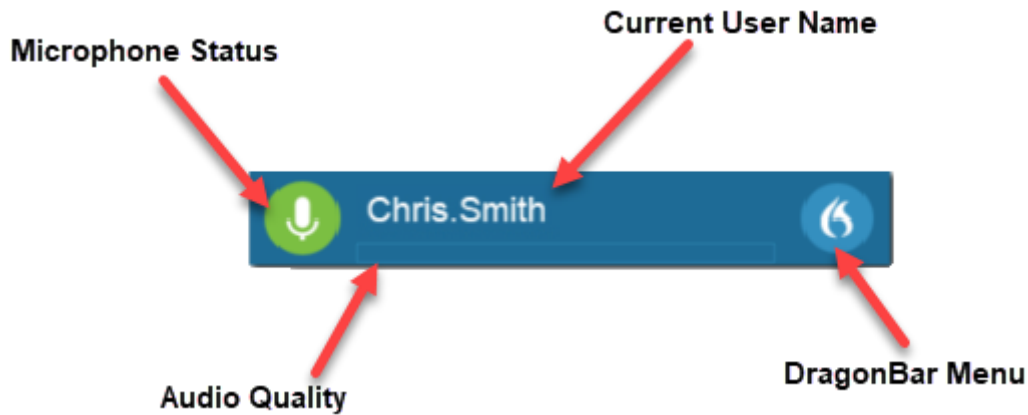 Current User Name
Microphone Status
Chris.Smith
DragonBar Menu
Audio Quality